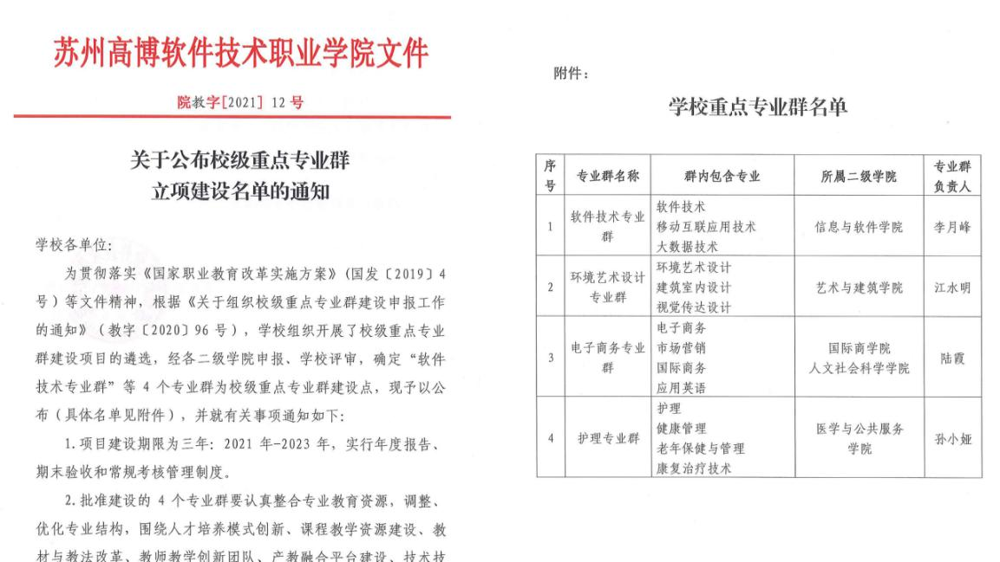 苏州高博软件技术职业学院文件
院教字[2021] 12 号
关于公布校级重点专业群
立项建设名单的通知
学校各单位：
为贯彻落实《国家职业教育改革实施方案》（国发〔2019〕4
号）等文件精神，根据《关于组织校级重点专业群建设申报工作
的通知》（教字〔2020〕96 号），学校组织开展了校级重点专业
群建设项目的遴选，经各二级学院申报、学校评审，确定“软件
技术专业群”等 4 个专业群为校级重点专业群建设点，现予以公
布（具体名单见附件），并就有关事项通知如下：
1.项目建设期限为三年：2021 年-2023 年，实行年度报告、
期末验收和常规考核管理制度。
2.批准建设的 4 个专业群要认真整合专业教育资源，调整、
优化专业结构，围绕人才培养模式创新、课程教学资源建设、教
材与教法改革、教师教学创新团队、产教融合平台建设、技术技
附件：
学校重点专业群名单
序
号
专业群名称
群内包含专业
所属二级学院
专业群
负责人
1
软件技术专业
群
软件技术
移动互联应用技术
大数据技术
信息与软件学院
李月峰
2
环境艺术设计
专业群
环境艺术设计
建筑室内设计
视觉传达设计
艺术与建筑学院
江水明
3
电子商务专业
群
电子商务
市场营销
国际商务
应用英语
国际商学院
人文社会科学学院
陆霞
4
护理专业群
护理
健康管理
老年保健与管理
康复治疗技术
医学与公共服务
学院
孙小娅